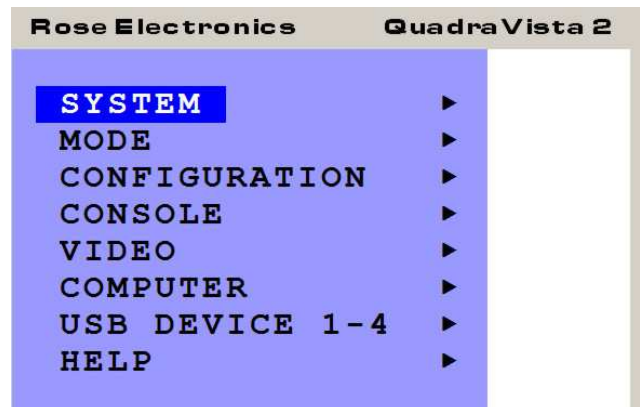 Rose Electronics QuadraVista 2
SYSTEM ►
MODE ►
CONFIGURATION ►
CONSOLE ►
VIDEO ►
COMPUTER ►
USB DEVICE 1-4 ►
HELP ►